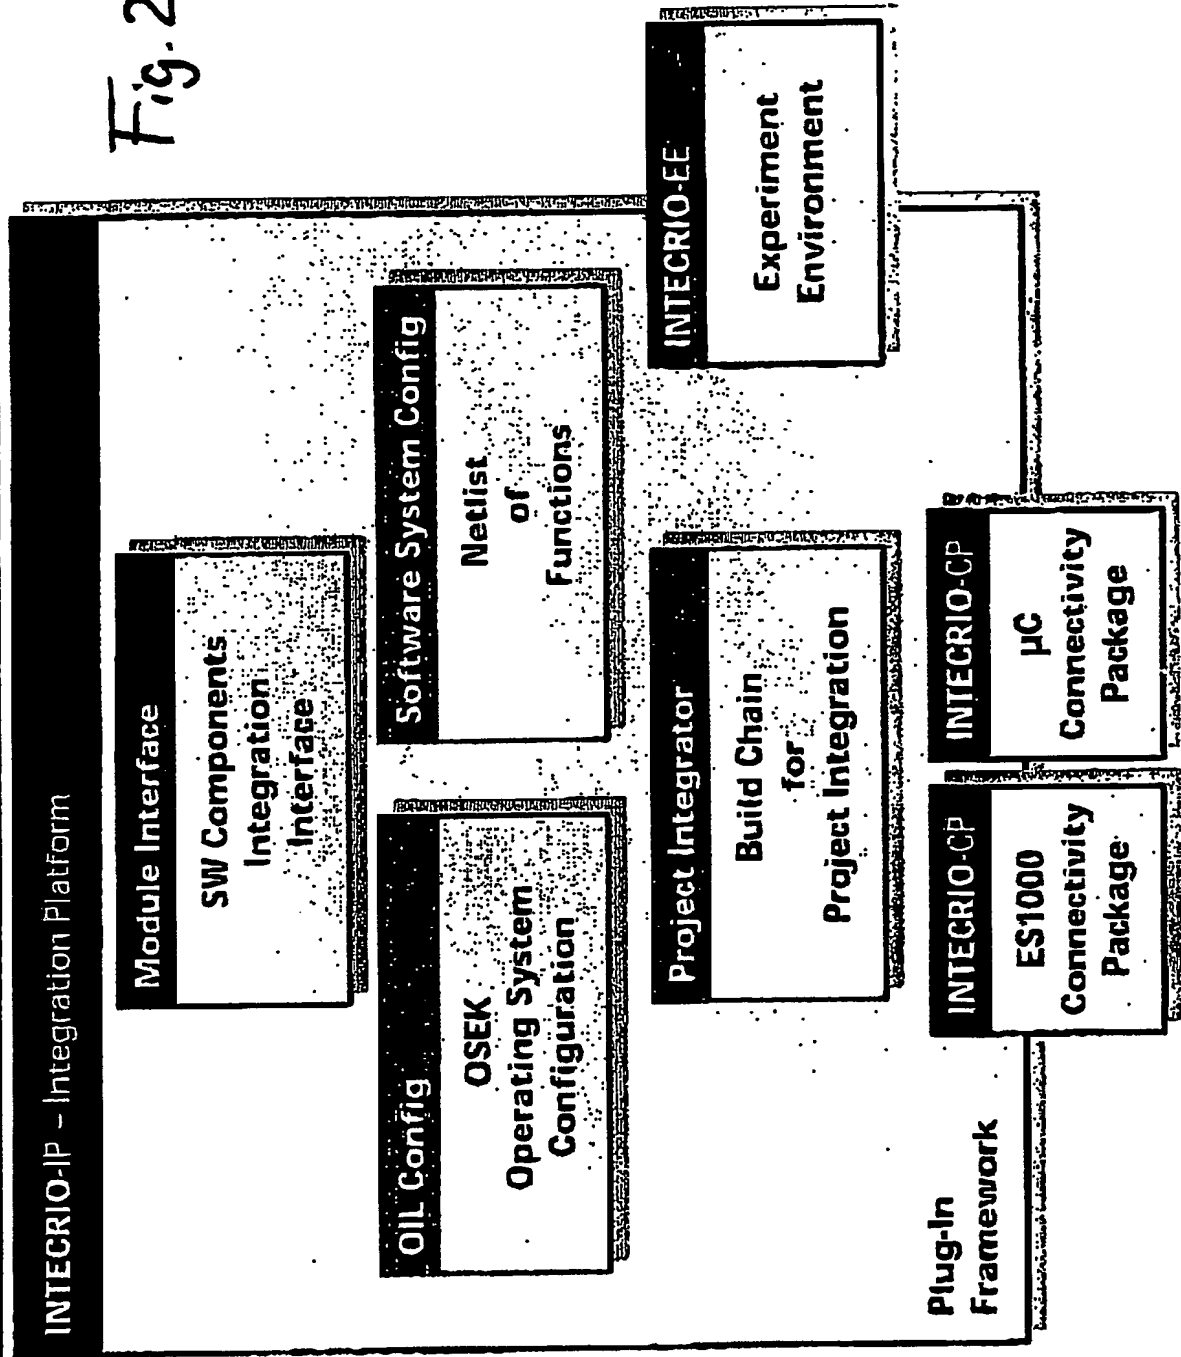 Fig. 2
INTECRIO-IP – Integration Platform
Module Interface
SW Components
Integration
Interface
OIL Config
OSEK
Operating System
Configuration
Software System Config
Netlist
of
Functions
Project Integrator
Build Chain
for
Project Integration
INTECRIO-EE
Experiment
Environment
Plug-In
Framework
INTECRIO-CP
ES1000
Connectivity
Package
INTECRIO-CP
µC
Connectivity
Package